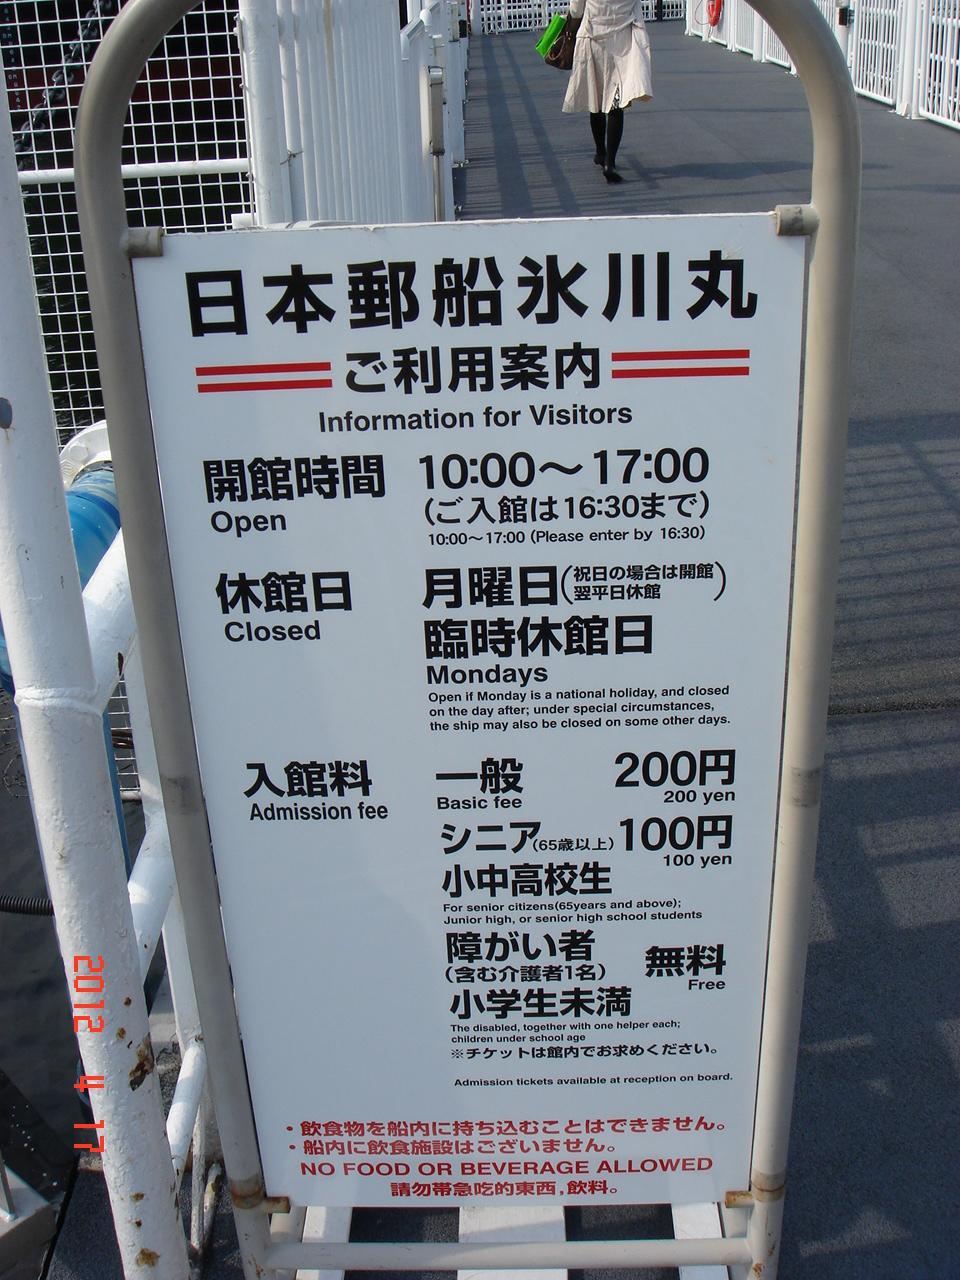 日本郵船氷川丸
ご利用案内
Information for Visitors
開館時間 10:00～17:00
Open (ご入館は16:30まで)
10:00～17:00 (Please enter by 16:30)
休館日 月曜日(祝日の場合は開館 翌平日休館)
Closed 臨時休館日
Mondays
Open if Monday is a national holiday, and closed
on the day after; under special circumstances,
the ship may also be closed on some other days.
入館料 一般 200円
Admission fee Basic fee 200 yen
シニア(65歳以上) 100円
100 yen
小中高校生
For senior citizens(65years and above);
Junior high, or senior high school students
障がい者
(含む介護者1名) 無料
Free
小学生未満
The disabled, together with one helper each;
children under school age
※チケットは館内でお求めください。
Admission tickets available at reception on board.
・飲食物を船内に持ち込むことはできません。
・船内に飲食施設はございません。
NO FOOD OR BEVERAGE ALLOWED
請勿帯急吃的東西,飲料。
2012 4 17